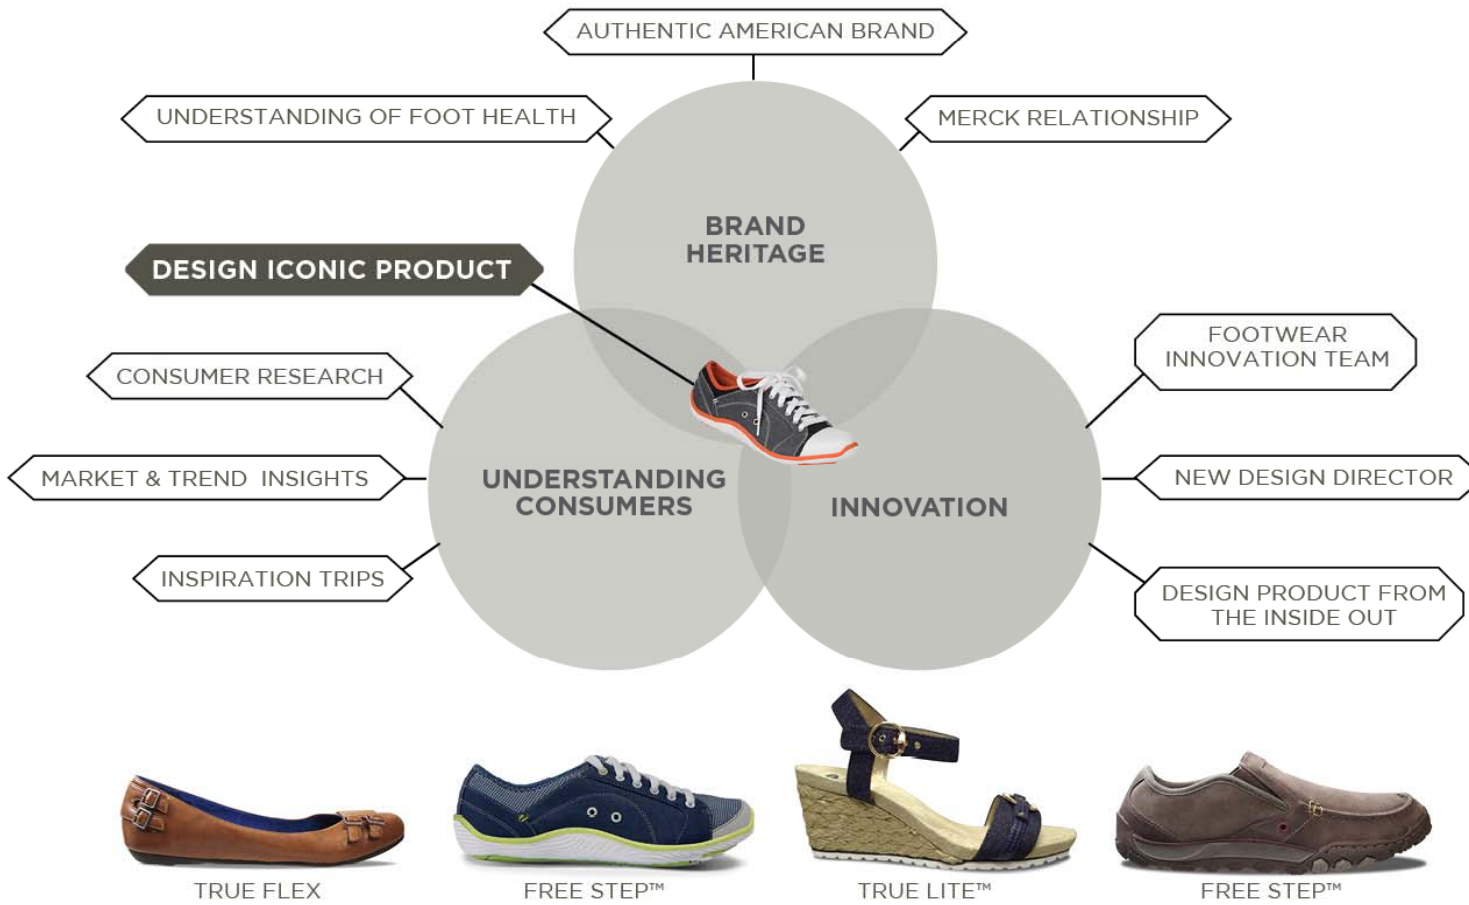 AUTHENTIC AMERICAN BRAND
UNDERSTANDING OF FOOT HEALTH
MERCK RELATIONSHIP
BRAND
HERITAGE
DESIGN ICONIC PRODUCT
FOOTWEAR
INNOVATION TEAM
CONSUMER RESEARCH
MARKET & TREND INSIGHTS
UNDERSTANDING
CONSUMERS
INNOVATION
NEW DESIGN DIRECTOR
INSPIRATION TRIPS
DESIGN PRODUCT FROM
THE INSIDE OUT
TRUE FLEX
FREE STEP™
TRUE LITE™
FREE STEP™